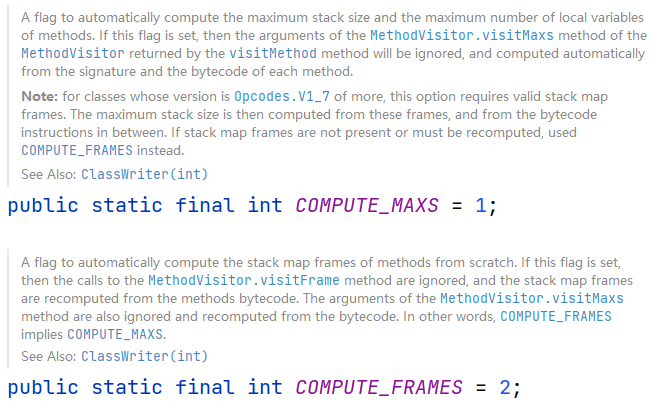 A flag to automatically compute the maximum stack size and the maximum number of local variables
of methods. If this flag is set, then the arguments of the MethodVisitor.visitMaxs method of the
MethodVisitor returned by the visitMethod method will be ignored, and computed automatically
from the signature and the bytecode of each method.
Note: for classes whose version is Opcodes.V1_7 of more, this option requires valid stack map
frames. The maximum stack size is then computed from these frames, and from the bytecode
instructions in between. If stack map frames are not present or must be recomputed, used
COMPUTE_FRAMES instead.
See Also: ClassWriter(int)
public static final int COMPUTE_MAXS = 1;
A flag to automatically compute the stack map frames of methods from scratch. If this flag is set,
then the calls to the MethodVisitor.visitFrame method are ignored, and the stack map frames
are recomputed from the methods bytecode. The arguments of the MethodVisitor.visitMaxs
method are also ignored and recomputed from the bytecode. In other words, COMPUTE_FRAMES
implies COMPUTE_MAXS.
See Also: ClassWriter(int)
public static final int COMPUTE_FRAMES = 2;